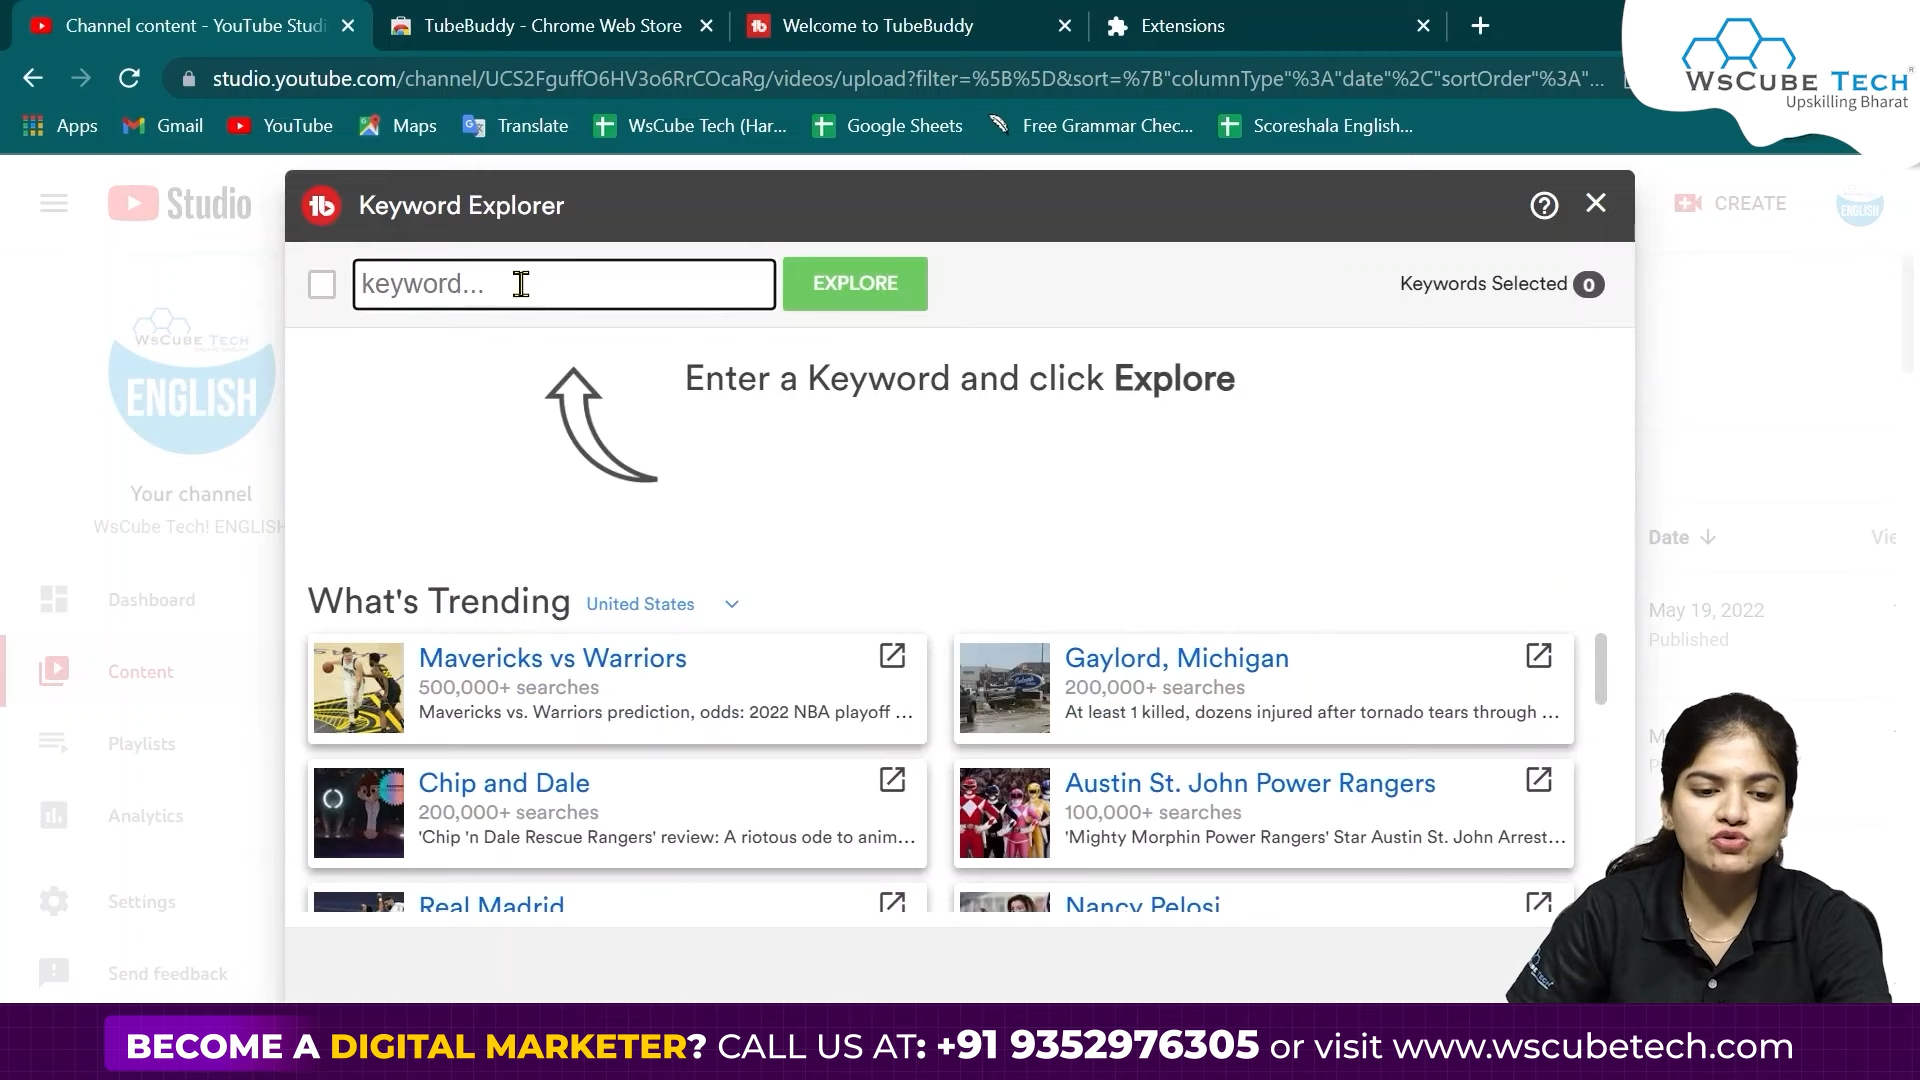 Channel content - YouTube Studi
TubeBuddy - Chrome Web Store
Welcome to TubeBuddy
Extensions
studio.youtube.com/channel/UCS2FguffO6HV3o6RrCOcaRg/videos/upload?filter=%5B%5D&sort=%7B"columnType"%3A"date"%2C"sortOrder"%3A"...
WsCube Tech
Upskilling Bharat
Apps
Gmail
YouTube
Maps
Translate
WsCube Tech (Har...
Google Sheets
Free Grammar Chec...
Scoreshala English...
Studio
Keyword Explorer
CREATE
ENGLISH
keyword...
EXPLORE
Keywords Selected 0
Enter a Keyword and click Explore
WsCube Tech
ENGLISH
Your channel
WsCube Tech! ENGLISH
Date
Vie
What's Trending
United States
Dashboard
May 19, 2022
Published
Mavericks vs Warriors
500,000+ searches
Mavericks vs. Warriors prediction, odds: 2022 NBA playoff ...
Gaylord, Michigan
200,000+ searches
At least 1 killed, dozens injured after tornado tears through ...
Content
Playlists
Chip and Dale
200,000+ searches
'Chip 'n Dale Rescue Rangers' review: A riotous ode to anim...
Austin St. John Power Rangers
100,000+ searches
'Mighty Morphin Power Rangers' Star Austin St. John Arrest...
Analytics
Settings
Real Madrid
Nancy Pelosi
Send feedback
BECOME A DIGITAL MARKETER? CALL US AT: +91 9352976305 or visit www.wscubetech.com